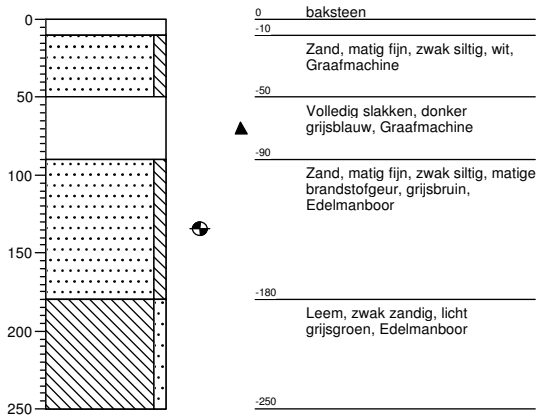 0
50
100
150
200
250
0
baksteen
-10
Zand, matig fijn, zwak siltig, wit,
Graafmachine
-50
Volledig slakken, donker
grijsblauw, Graafmachine
-90
Zand, matig fijn, zwak siltig, matige
brandstofgeur, grijsbruin,
Edelmanboor
-180
Leem, zwak zandig, licht
grijsgroen, Edelmanboor
-250